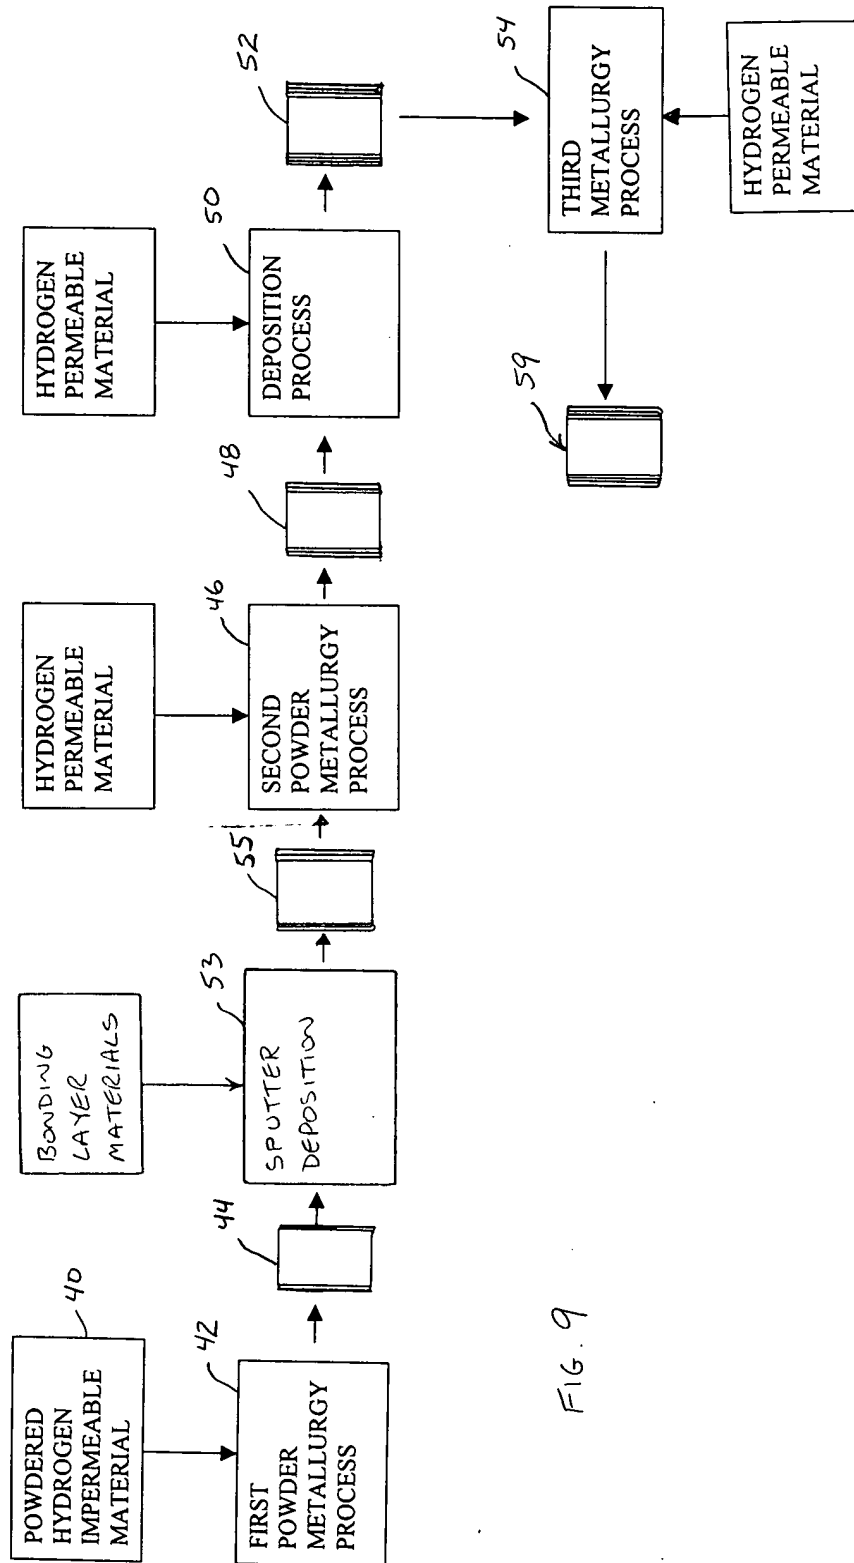 POWDERED
HYDROGEN
IMPERMEABLE
MATERIAL
40
FIRST
POWDER
METALLURGY
PROCESS
42
44
BONDING
LAYER
MATERIALS
SPUTTER
DEPOSITION
53
55
HYDROGEN
PERMEABLE
MATERIAL
SECOND
POWDER
METALLURGY
PROCESS
46
48
HYDROGEN
PERMEABLE
MATERIAL
DEPOSITION
PROCESS
50
52
THIRD
METALLURGY
PROCESS
54
HYDROGEN
PERMEABLE
MATERIAL
59
FIG. 9